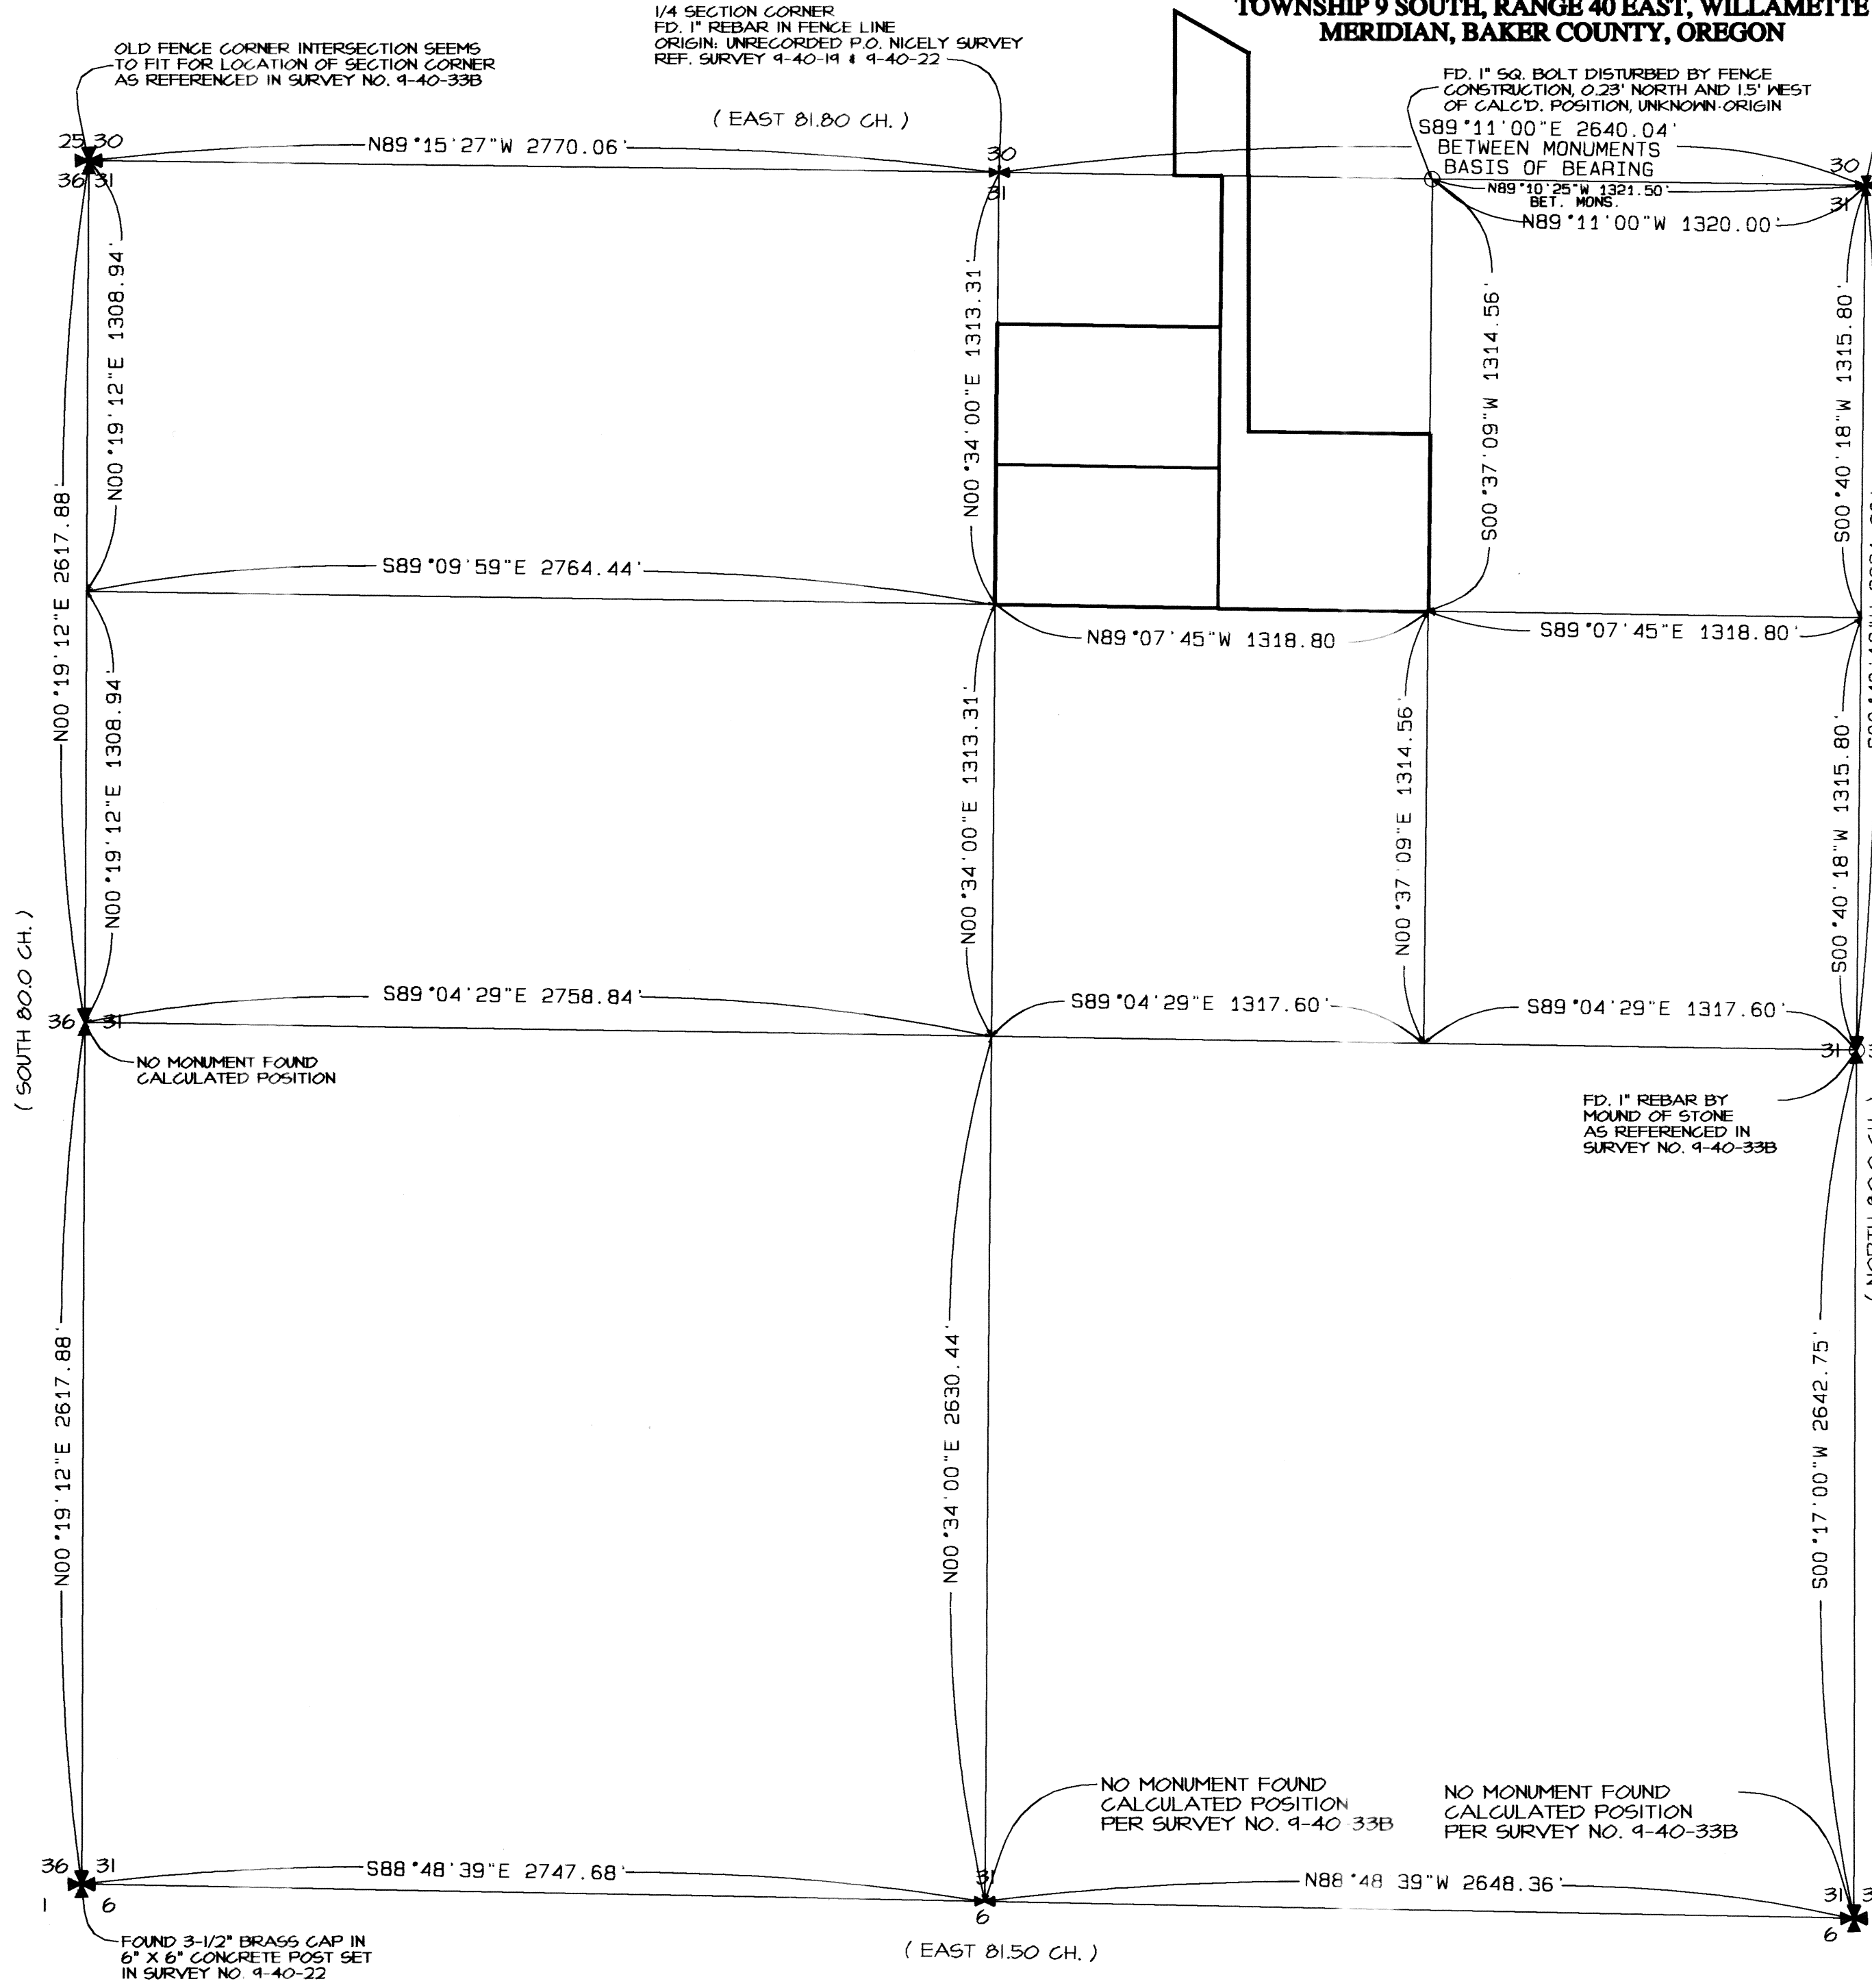 TOWNSHIP 9 SOUTH, RANGE 40 EAST, WILLAMETTE
MERIDIAN, BAKER COUNTY, OREGON
1/4 SECTION CORNER
FD. 1" REBAR IN FENCE LINE
ORIGIN: UNRECORDED P.O. NICELY SURVEY
REF. SURVEY 9-40-19 & 9-40-22
OLD FENCE CORNER INTERSECTION SEEMS
TO FIT FOR LOCATION OF SECTION CORNER
AS REFERENCED IN SURVEY NO. 9-40-33B
FD. 1" SQ. BOLT DISTURBED BY FENCE
CONSTRUCTION, 0.23' NORTH AND 1.5' WEST
OF CALC'D. POSITION, UNKNOWN ORIGIN
( EAST 81.80 CH. )
S89°11'00"E 2640.04'
BETWEEN MONUMENTS
BASIS OF BEARING
25 30
36 31
N89°15'27"W 2770.06'
30
31
30
31
N89°10'25"W 1321.50'
BET. MONS.
N89°11'00"W 1320.00'
N00°19'12"E 1308.94'
N00°34'00"E 1313.31'
S00°37'09"W 1314.56'
S00°40'18"W 1315.80'
N00°19'12"E 2617.88'
S89°09'59"E 2764.44'
N89°07'45"W 1318.80
S89°07'45"E 1318.80'
N00°19'12"E 1308.94'
N00°34'00"E 1313.31'
N00°37'09"E 1314.56'
S00°40'18"W 1315.80'
( SOUTH 80.0 CH. )
36 31
S89°04'29"E 2758.84'
S89°04'29"E 1317.60'
S89°04'29"E 1317.60'
31
NO MONUMENT FOUND
CALCULATED POSITION
FD. 1" REBAR BY
MOUND OF STONE
AS REFERENCED IN
SURVEY NO. 9-40-33B
N00°19'12"E 2617.88'
N00°34'00"E 2630.44'
S00°17'00"W 2642.75'
NO MONUMENT FOUND
CALCULATED POSITION
PER SURVEY NO. 9-40-33B
NO MONUMENT FOUND
CALCULATED POSITION
PER SURVEY NO. 9-40-33B
36 31
1 6
S88°48'39"E 2747.68'
31
6
N88°48 39"W 2648.36'
31
6
FOUND 3-1/2" BRASS CAP IN
6" X 6" CONCRETE POST SET
IN SURVEY NO. 9-40-22
( EAST 81.50 CH. )